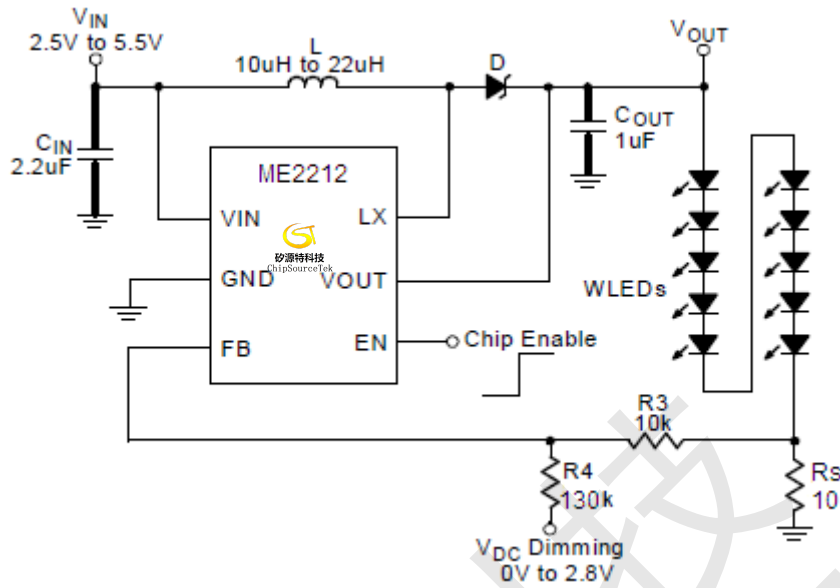 VIN
2.5V to 5.5V
L
10uH to 22uH
D
VOUT
CIN
2.2uF
COUT
1uF
ME2212
VIN
LX
矽源特科技
ChipSourceTek
GND
VOUT
WLEDs
FB
EN
Chip Enable
R3
10k
R4
130k
Rs
10
VDC Dimming
0V to 2.8V
技